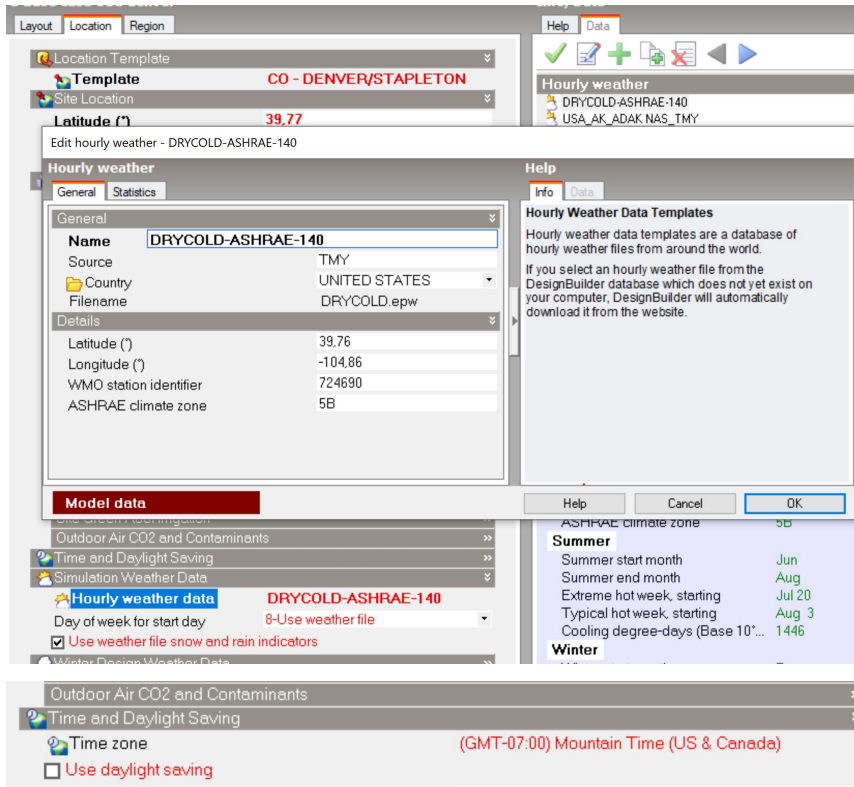 Layout Location Region
Help Data
Location Template
Template CO - DENVER/STAPLETON
Hourly weather
Site Location
DRYCOLD-ASHRAE-140
Latitude (°) 39,77
USA_AK_ADAK NAS_TMY
Edit hourly weather - DRYCOLD-ASHRAE-140
Hourly weather
Help
General Statistics
Info Data
General
Hourly Weather Data Templates
Name DRYCOLD-ASHRAE-140
Hourly weather data templates are a database of
hourly weather files from around the world.
Source TMY
If you select an hourly weather file from the
Country UNITED STATES
DesignBuilder database which does not yet exist on
Filename DRYCOLD.epw
your computer, DesignBuilder will automatically
download it from the website.
Details
Latitude (°) 39,76
Longitude (°) -104,86
WMO station identifier 724690
ASHRAE climate zone 5B
Model data
Help Cancel OK
ASHRAE climate zone 5B
Outdoor Air CO2 and Contaminants
Summer
Time and Daylight Saving
Summer start month Jun
Simulation Weather Data
Summer end month Aug
Hourly weather data DRYCOLD-ASHRAE-140
Extreme hot week, starting Jul 20
Day of week for start day 8-Use weather file
Typical hot week, starting Aug 3
Use weather file snow and rain indicators
Cooling degree-days (Base 10°... 1446
Winter Design Weather Data
Winter
Outdoor Air CO2 and Contaminants
Time and Daylight Saving
Time zone (GMT-07:00) Mountain Time (US & Canada)
Use daylight saving